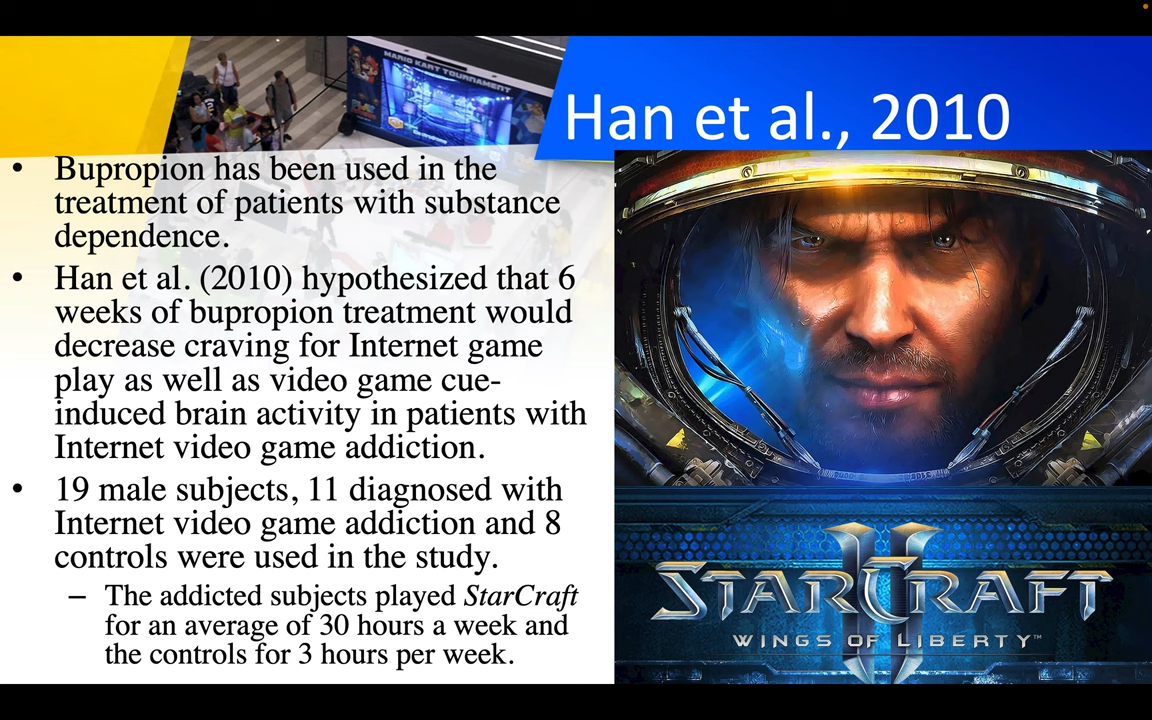 MARIO KART TOURNAMENT
Han et al., 2010
• Bupropion has been used in the
treatment of patients with substance
dependence.
• Han et al. (2010) hypothesized that 6
weeks of bupropion treatment would
decrease craving for Internet game
play as well as video game cue-
induced brain activity in patients with
Internet video game addiction.
• 19 male subjects, 11 diagnosed with
Internet video game addiction and 8
controls were used in the study.
– The addicted subjects played StarCraft
for an average of 30 hours a week and
the controls for 3 hours per week.
STARCRAFT
II
WINGS OF LIBERTY™